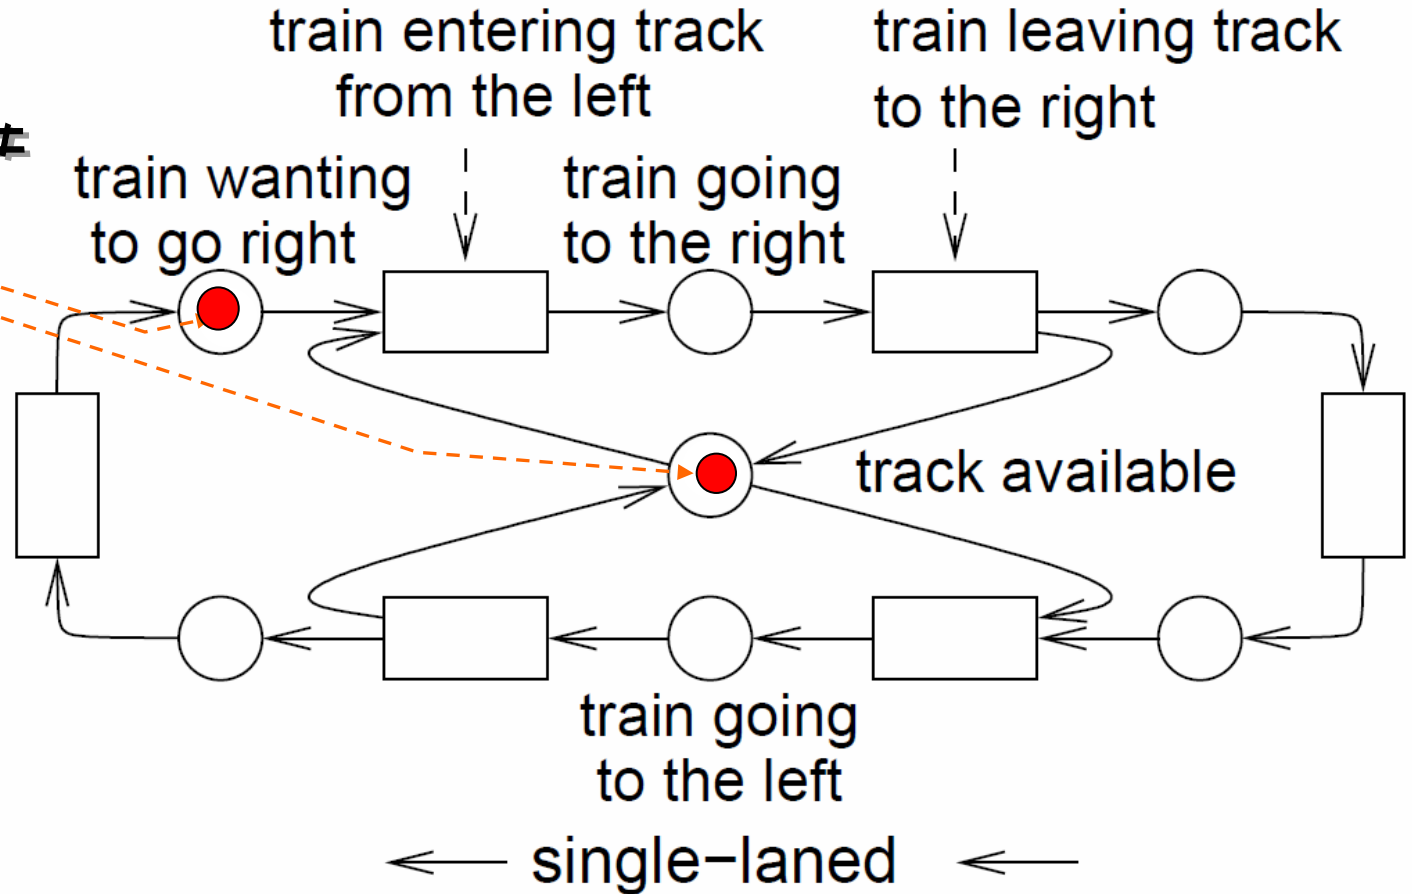 train entering track
from the left
train leaving track
to the right
train wanting
to go right
train going
to the right
track available
train going
to the left
single-laned